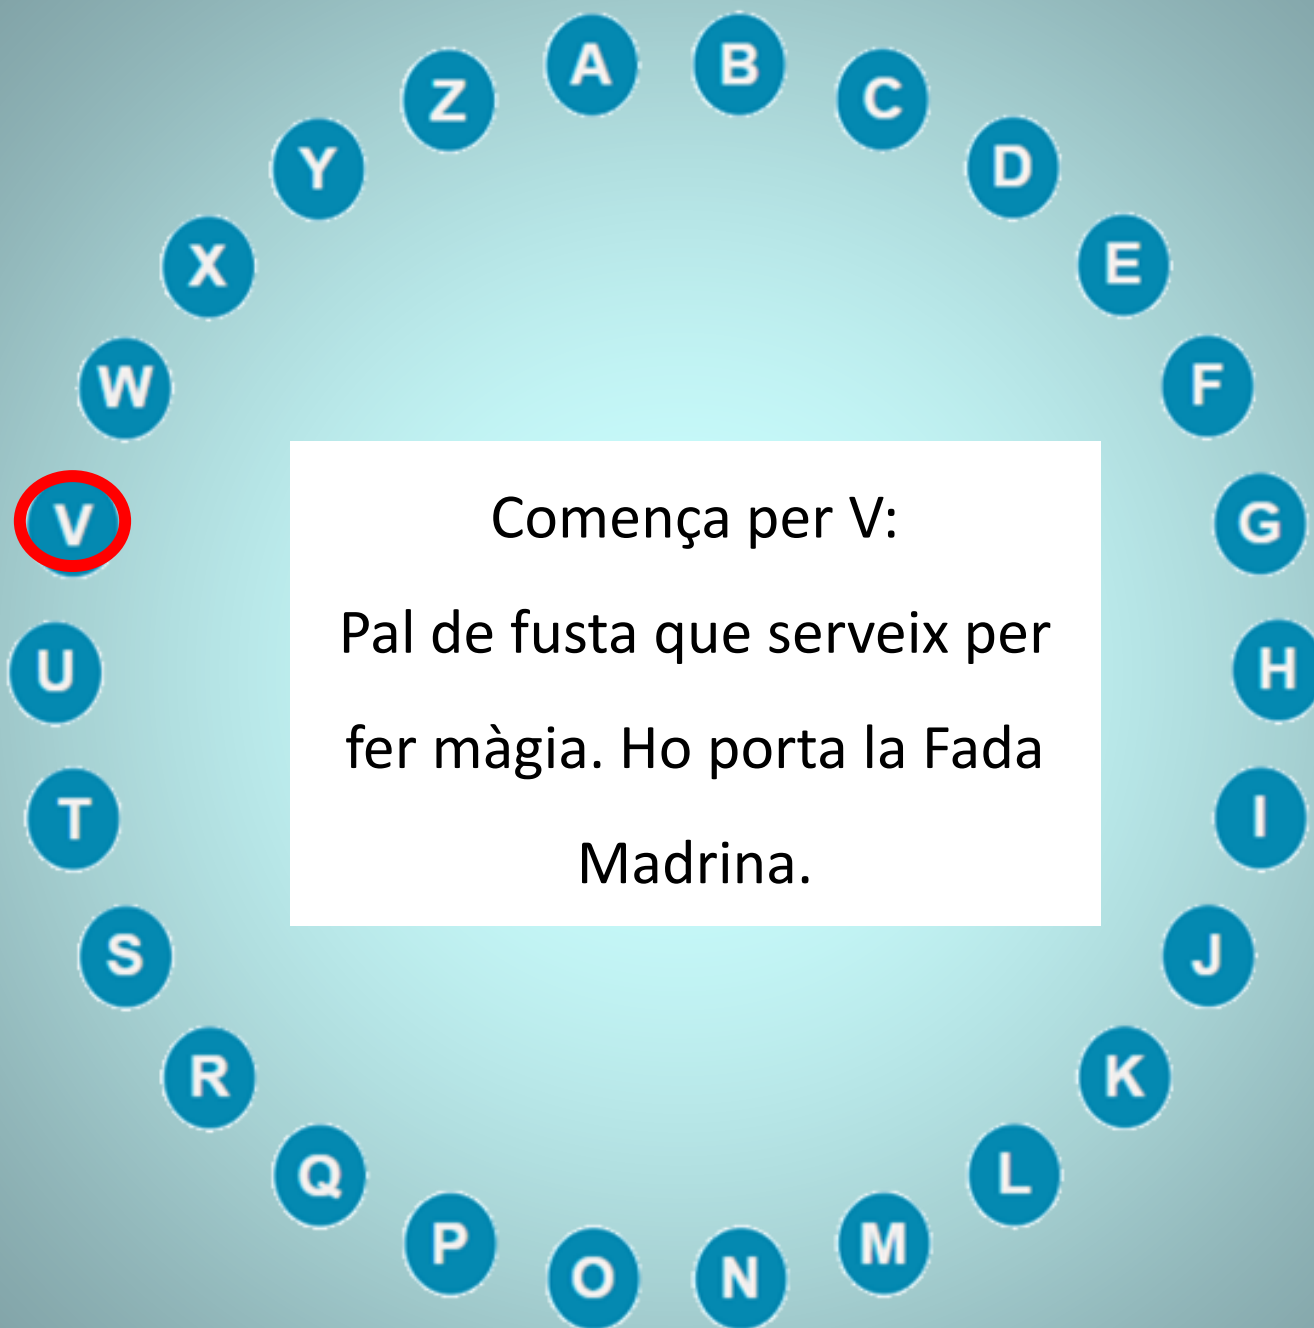 A
B
C
D
E
F
G
H
I
J
K
L
M
N
O
P
Q
R
S
T
U
V
W
X
Y
Z
Comença per V:
Pal de fusta que serveix per
fer màgia. Ho porta la Fada
Madrina.